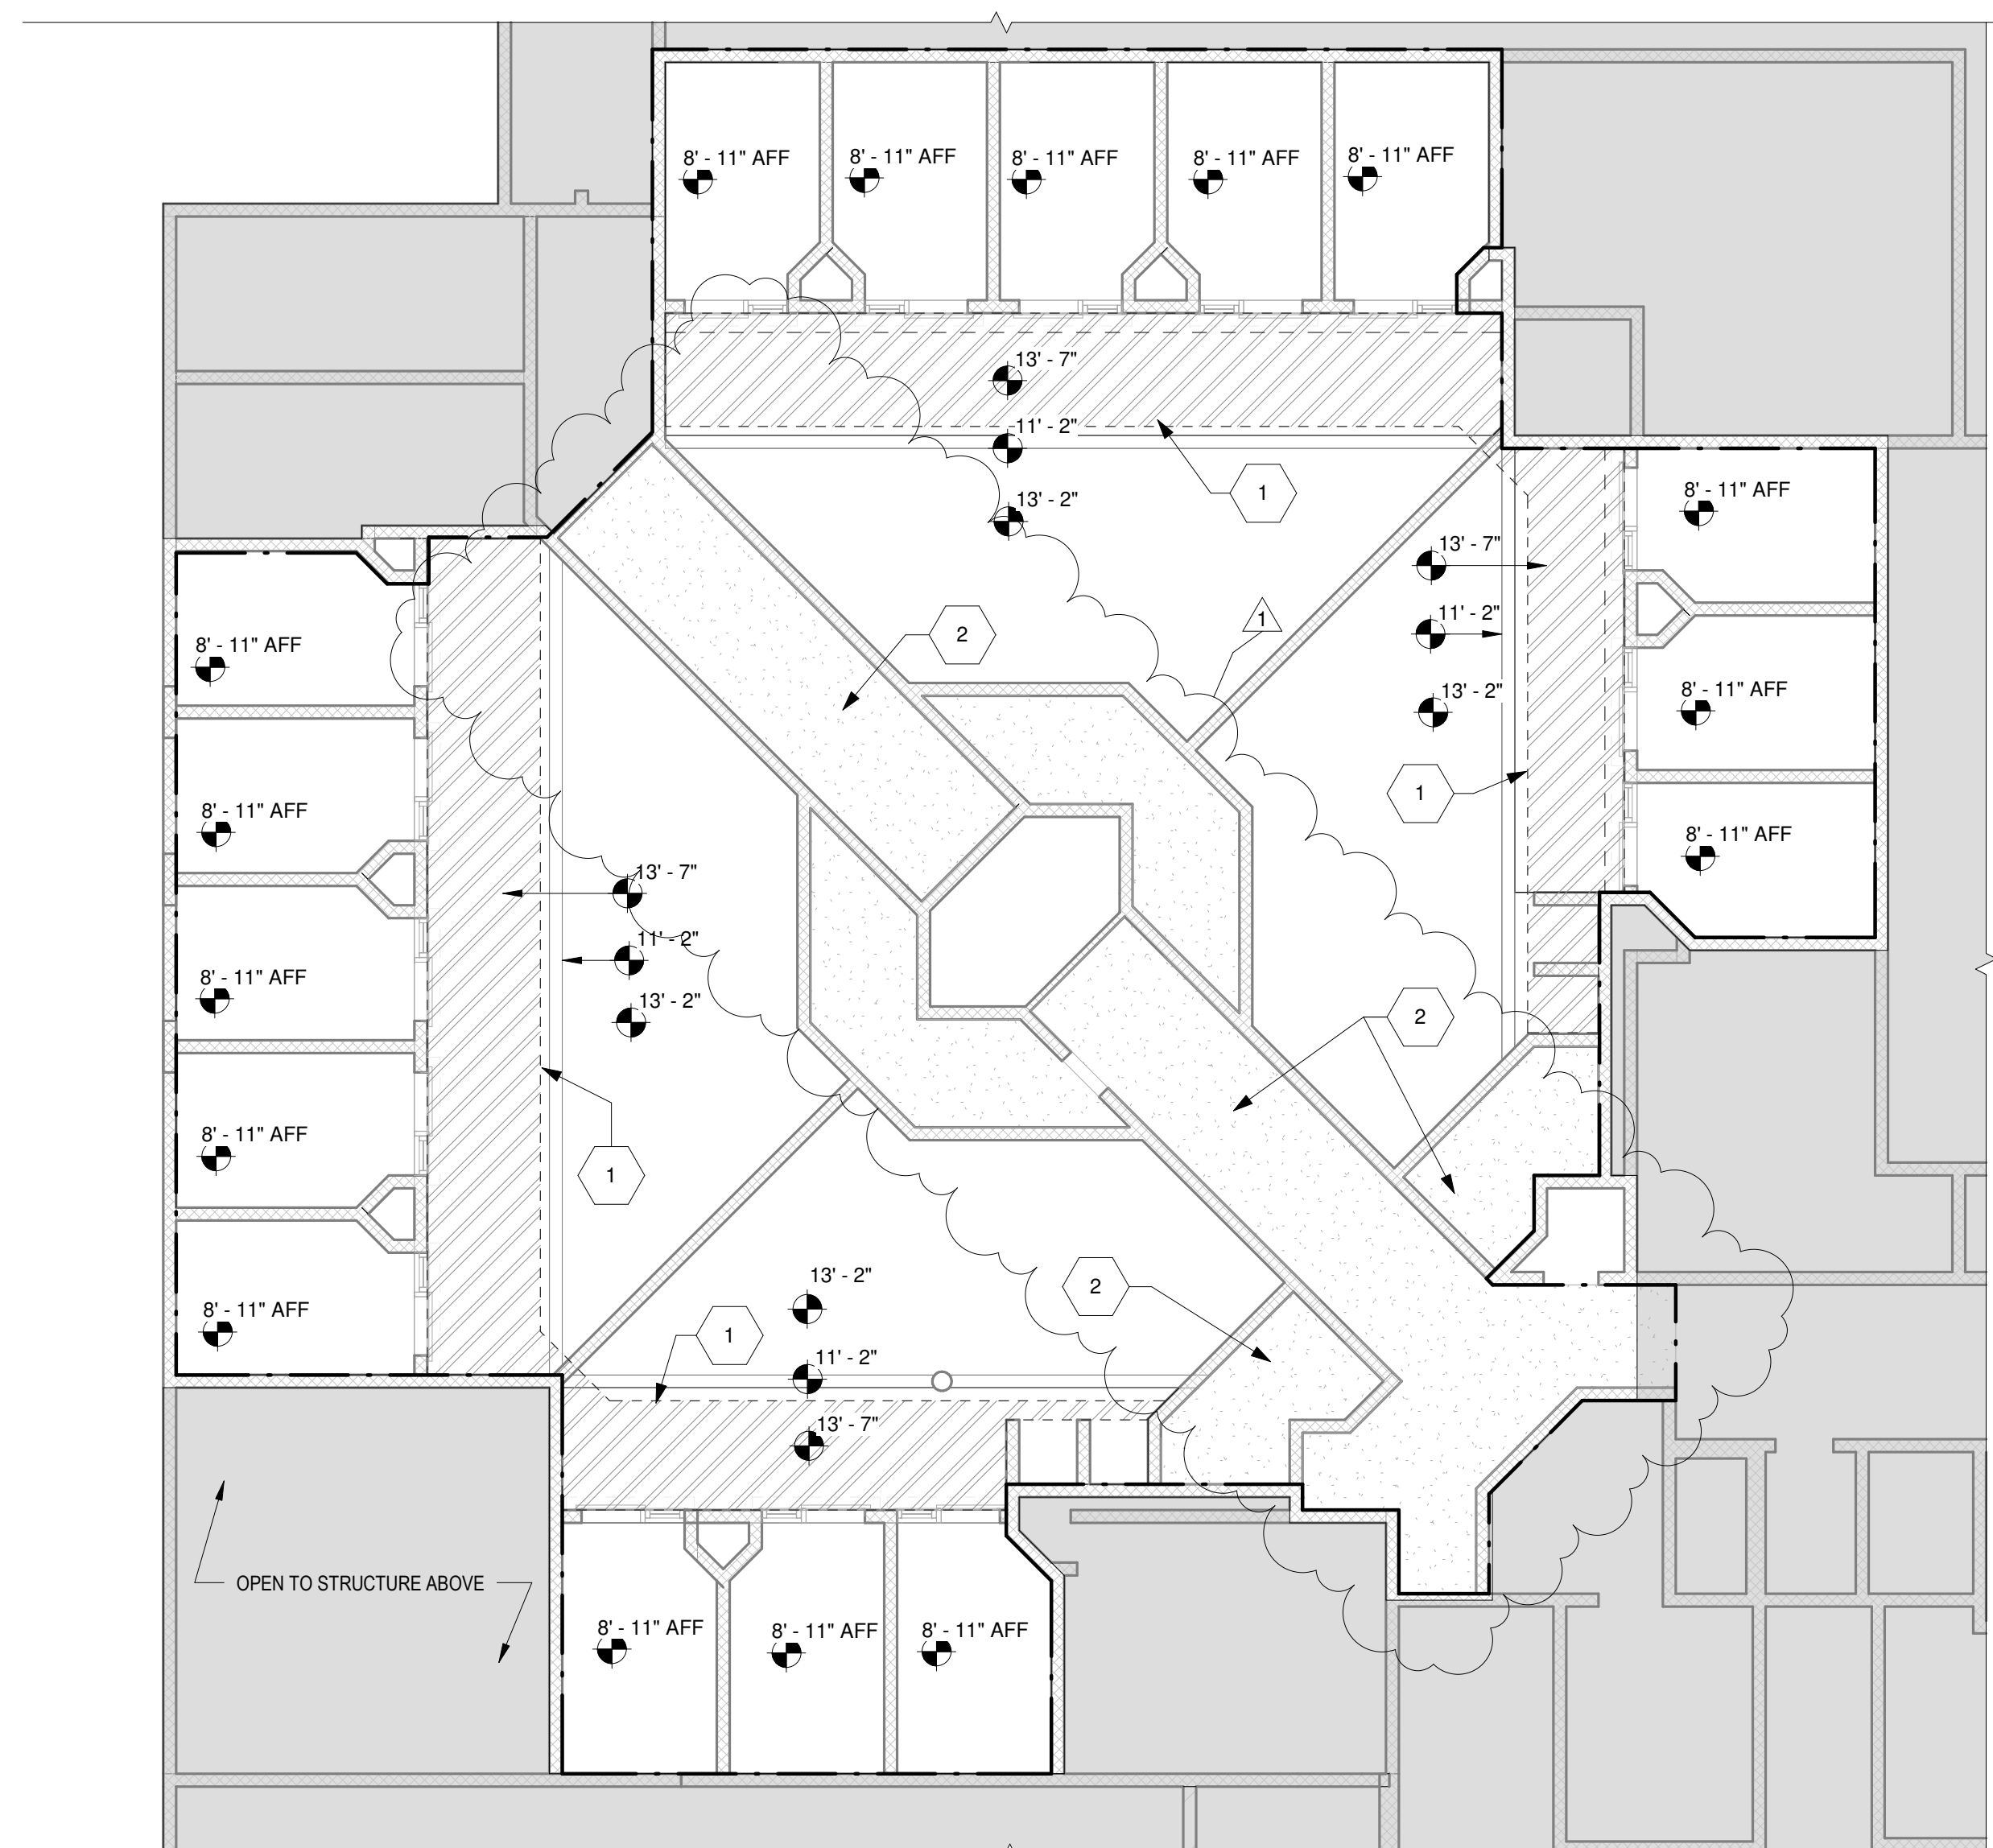 8' - 11" AFF
8' - 11" AFF
8' - 11" AFF
8' - 11" AFF
8' - 11" AFF
13' - 7"
11' - 2"
1
13' - 2"
8' - 11" AFF
13' - 7"
1
11' - 2"
2
8' - 11" AFF
8' - 11" AFF
13' - 2"
1
8' - 11" AFF
8' - 11" AFF
13' - 7"
11' - 2"
8' - 11" AFF
13' - 2"
2
8' - 11" AFF
1
13' - 2"
2
8' - 11" AFF
1
11' - 2"
13' - 7"
OPEN TO STRUCTURE ABOVE
8' - 11" AFF
8' - 11" AFF
8' - 11" AFF